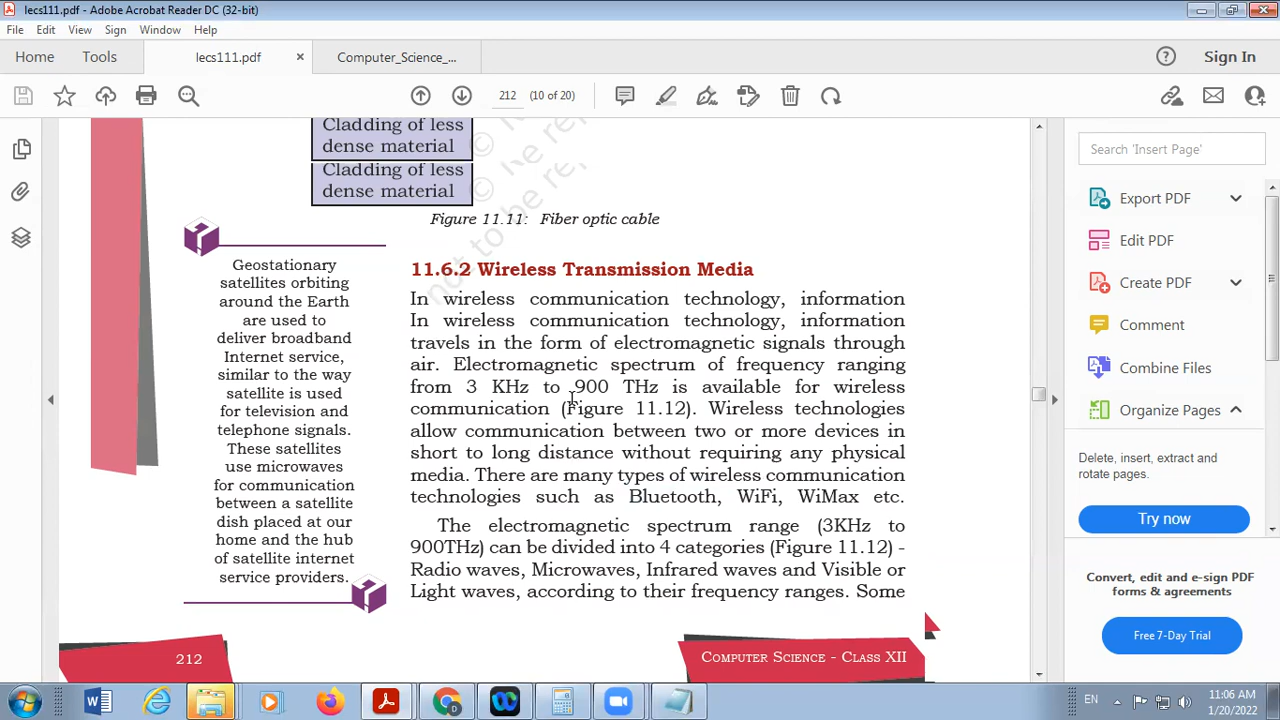 lecs111.pdf - Adobe Acrobat Reader DC (32-bit)
File Edit View Sign Window Help
Home Tools lecs111.pdf × Computer_Science_... Sign In
212 (10 of 20)
Cladding of less
dense material
Cladding of less
dense material
Figure 11.11: Fiber optic cable
not to be re
Geostationary
satellites orbiting
around the Earth
are used to
deliver broadband
Internet service,
similar to the way
satellite is used
for television and
telephone signals.
These satellites
use microwaves
for communication
between a satellite
dish placed at our
home and the hub
of satellite internet
service providers.
11.6.2 Wireless Transmission Media
In wireless communication technology, information
In wireless communication technology, information
travels in the form of electromagnetic signals through
air. Electromagnetic spectrum of frequency ranging
from 3 KHz to 900 THz is available for wireless
communication (Figure 11.12). Wireless technologies
allow communication between two or more devices in
short to long distance without requiring any physical
media. There are many types of wireless communication
technologies such as Bluetooth, WiFi, WiMax etc.
The electromagnetic spectrum range (3KHz to
900THz) can be divided into 4 categories (Figure 11.12) -
Radio waves, Microwaves, Infrared waves and Visible or
Light waves, according to their frequency ranges. Some
212
Computer Science - Class XII
Search 'Insert Page'
Export PDF
Edit PDF
Create PDF
Comment
Combine Files
Organize Pages
Delete, insert, extract and
rotate pages.
Try now
Convert, edit and e-sign PDF
forms & agreements
Free 7-Day Trial
EN
11:06 AM
1/20/2022